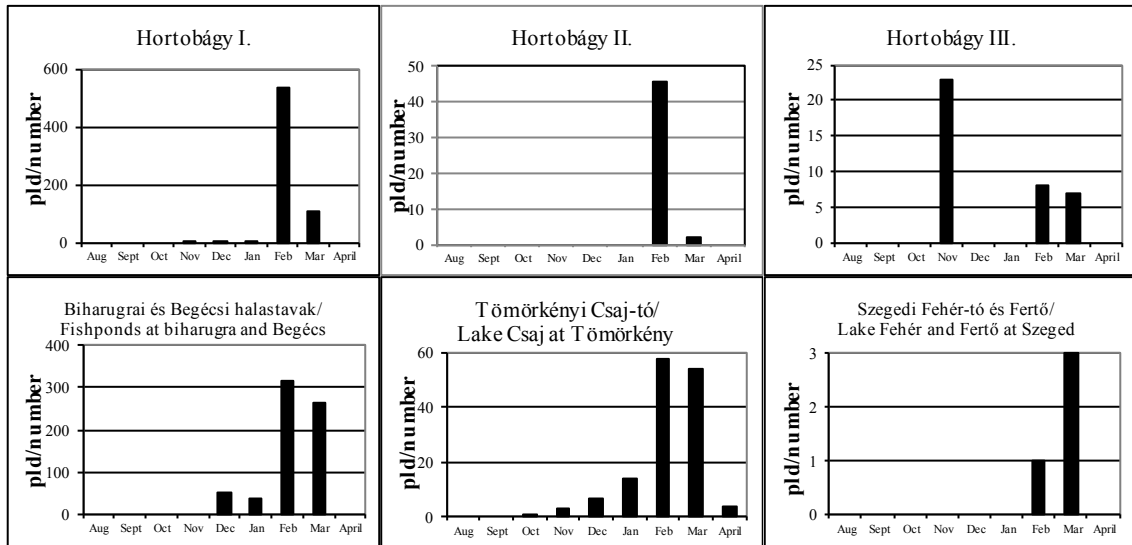 Hortobágy I.
pld/number
600
400
200
0
Aug Sept Oct Nov Dec Jan Feb Mar April
Hortobágy II.
pld/number
50
40
30
20
10
0
Aug Sept Oct Nov Dec Jan Feb Mar April
Hortobágy III.
pld/number
25
20
15
10
5
0
Aug Sept Oct Nov Dec Jan Feb Mar April
Biharugrai és Begécsi halastavak/
Fishponds at biharugra and Begécs
pld/number
400
300
200
100
0
Aug Sept Oct Nov Dec Jan Feb Mar April
Tömörkényi Csaj-tó/
Lake Csaj at Tömörkény
pld/number
60
40
20
0
Aug Sept Oct Nov Dec Jan Feb Mar April
Szegedi Fehér-tó és Fertő/
Lake Fehér and Fertő at Szeged
pld/number
3
2
1
0
Aug Sept Oct Nov Dec Jan Feb Mar April